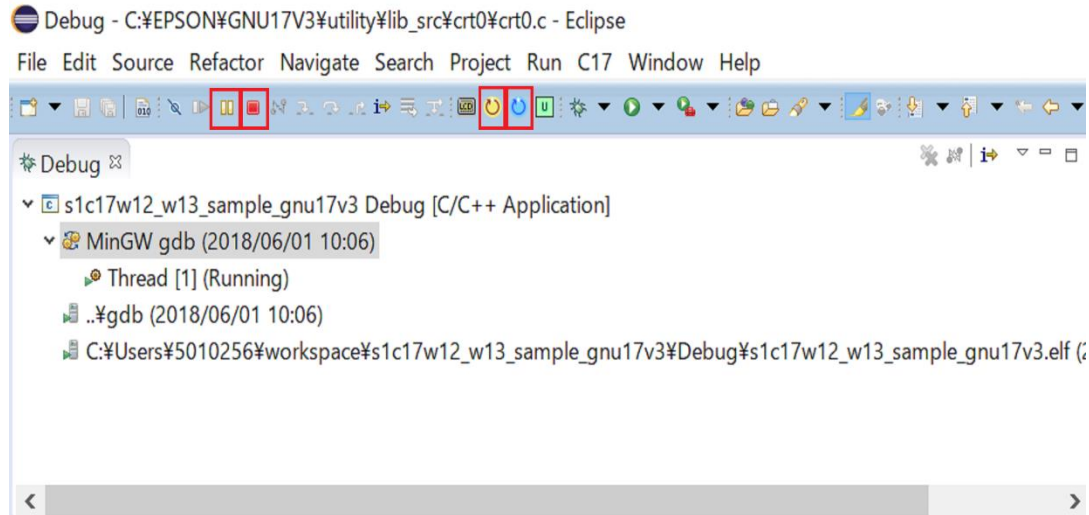 Debug - C:¥EPSON¥GNU17V3¥utility¥lib_src¥crt0¥crt0.c - Eclipse
File Edit Source Refactor Navigate Search Project Run C17 Window Help
010 LCD U
Debug
s1c17w12_w13_sample_gnu17v3 Debug [C/C++ Application]
MinGW gdb (2018/06/01 10:06)
Thread [1] (Running)
..¥gdb (2018/06/01 10:06)
C:¥Users¥5010256¥workspace¥s1c17w12_w13_sample_gnu17v3¥Debug¥s1c17w12_w13_sample_gnu17v3.elf (